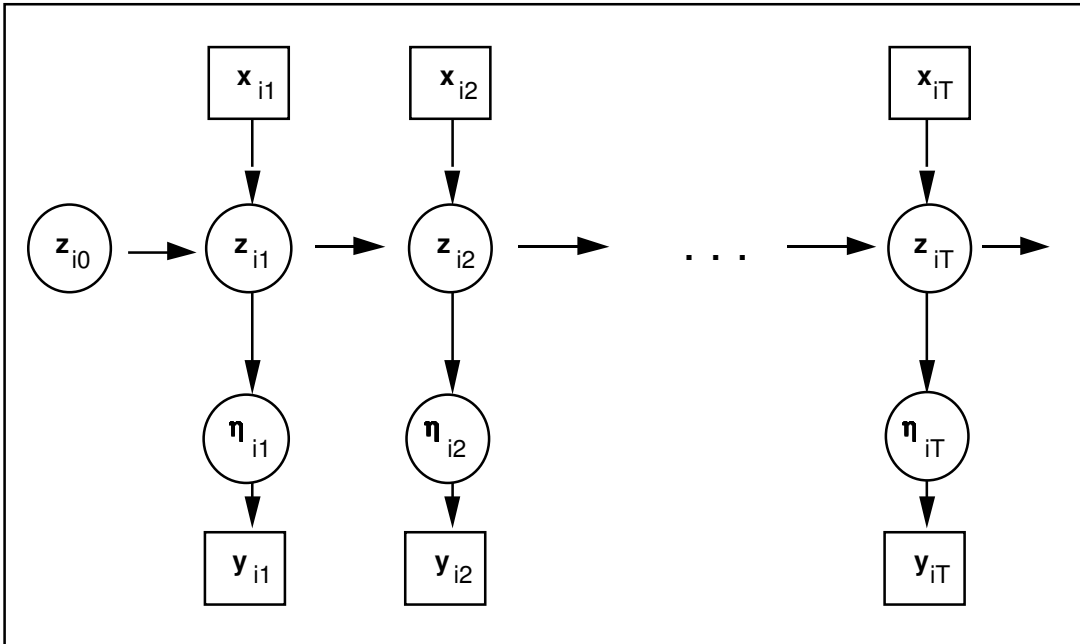 x i1 x i2 x iT
z i0 z i1 z i2 . . . z iT
η i1 η i2 η iT
y i1 y i2 y iT